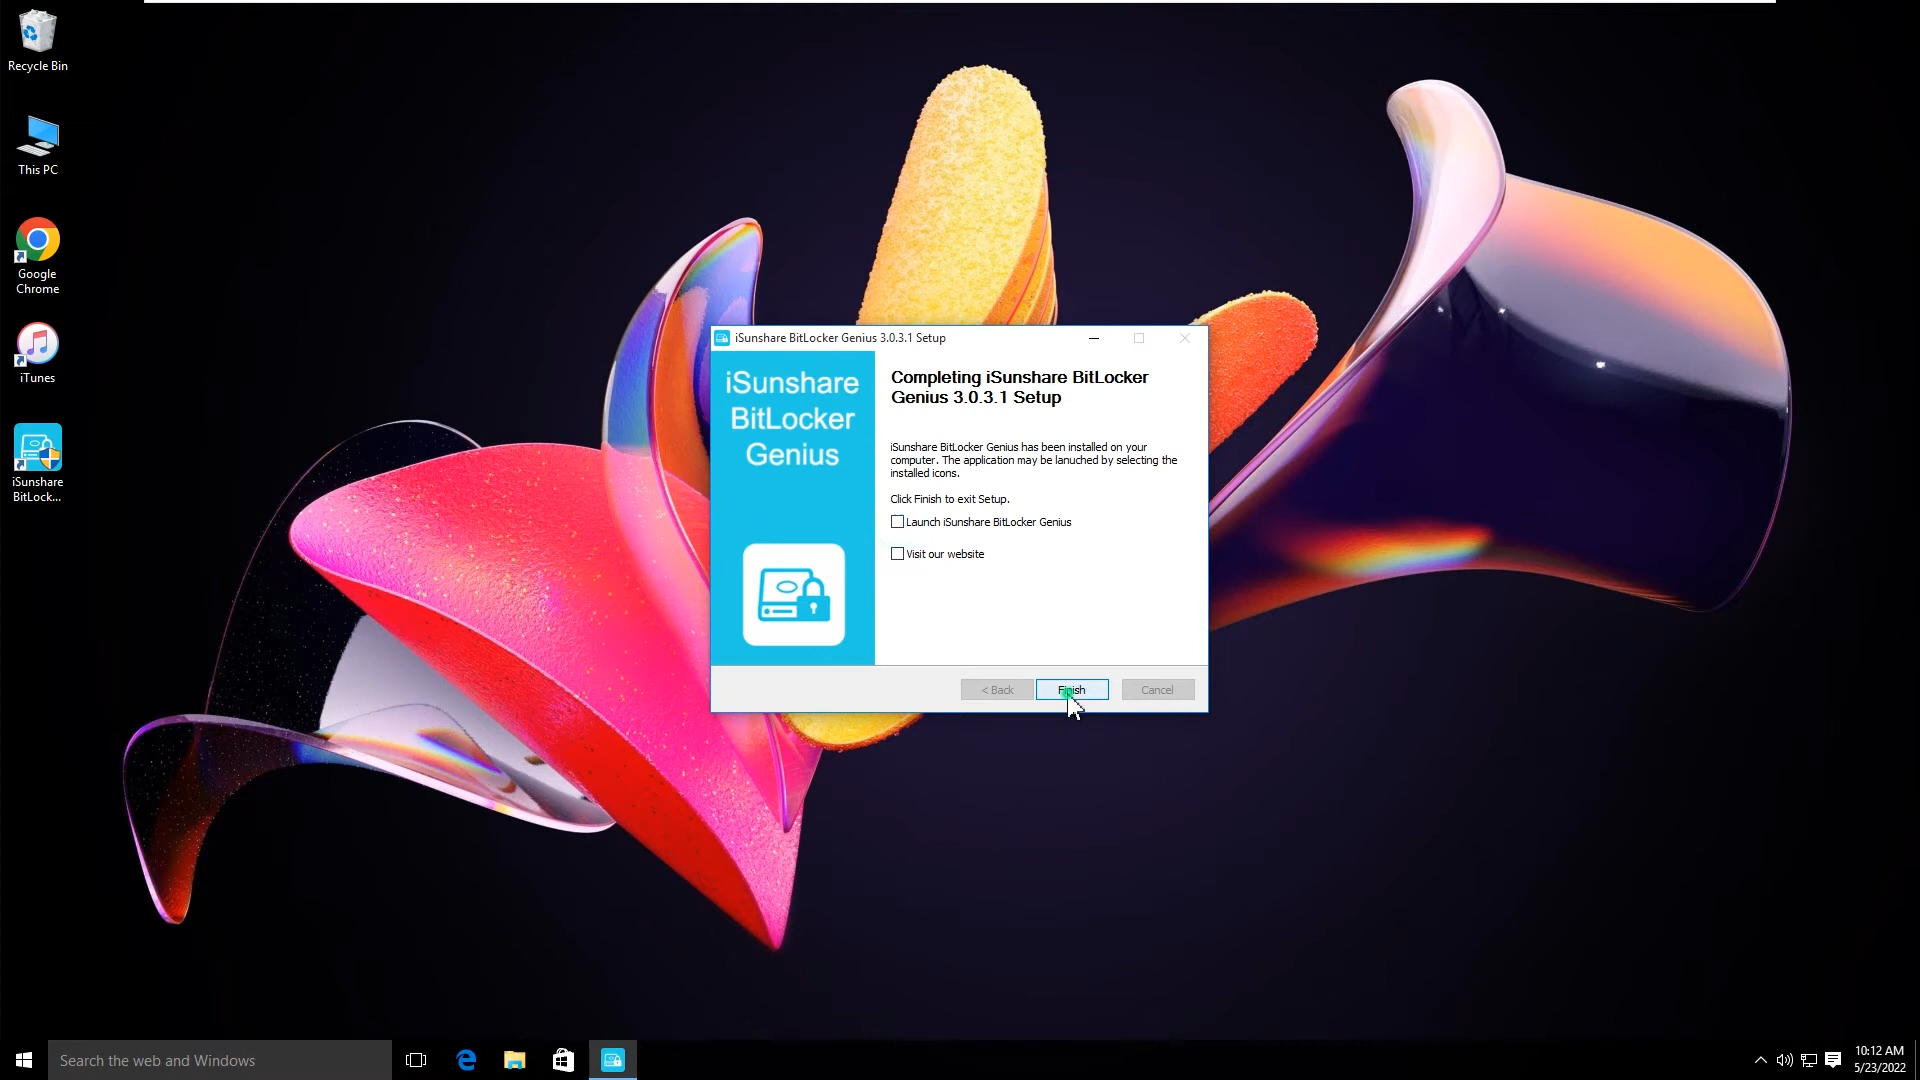 Recycle Bin
This PC
Google
Chrome
iTunes
iSunshare
BitLock...
iSunshare BitLocker Genius 3.0.3.1 Setup
iSunshare
BitLocker
Genius
Completing iSunshare BitLocker
Genius 3.0.3.1 Setup
iSunshare BitLocker Genius has been installed on your
computer. The application may be lanuched by selecting the
installed icons.
Click Finish to exit Setup.
Launch iSunshare BitLocker Genius
Visit our website
< Back
Finish
Cancel
Search the web and Windows
10:12 AM
5/23/2022